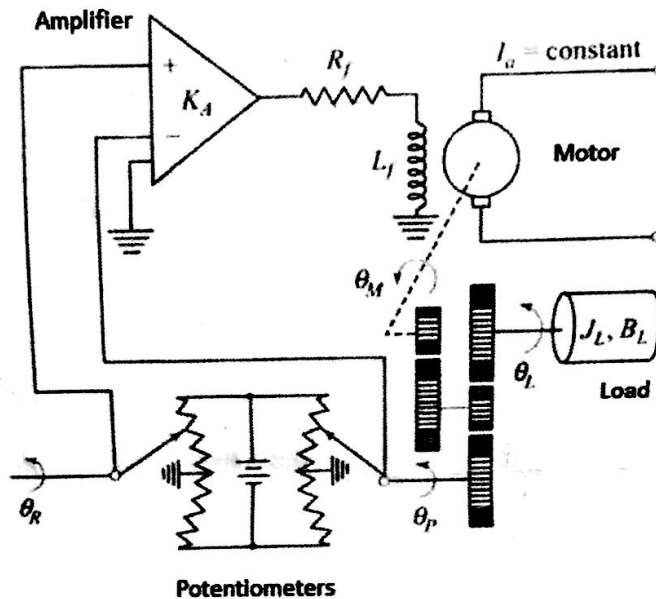 Amplifier
R_f
I_a = constant
+
K_A
−
L_f
Motor
θ_M
J_L, B_L
θ_L
Load
θ_R
θ_P
Potentiometers